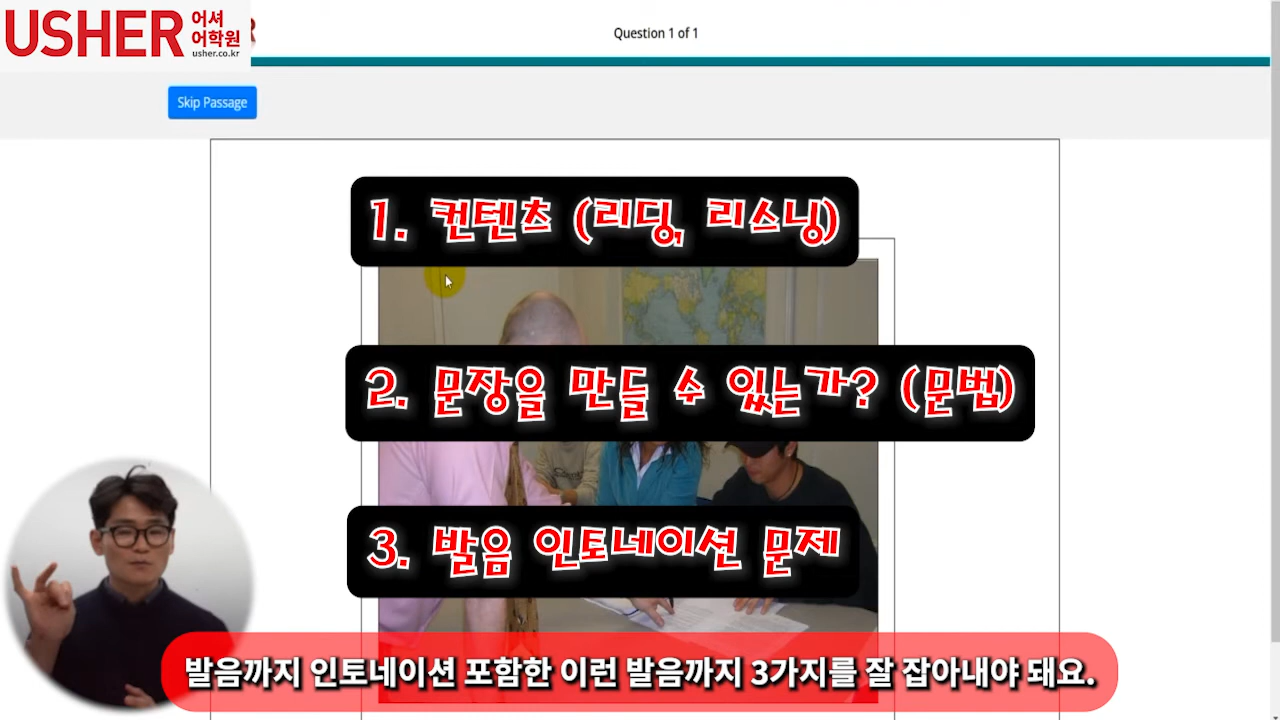 USHER
어셔
어학원
usher.co.kr
Question 1 of 1
Skip Passage
1. 컨텐츠 (리딩, 리스닝)
2. 문장을 만들 수 있는가? (문법)
3. 발음 인토네이션 문제
발음까지 인토네이션 포함한 이런 발음까지 3가지를 잘 잡아내야 돼요.